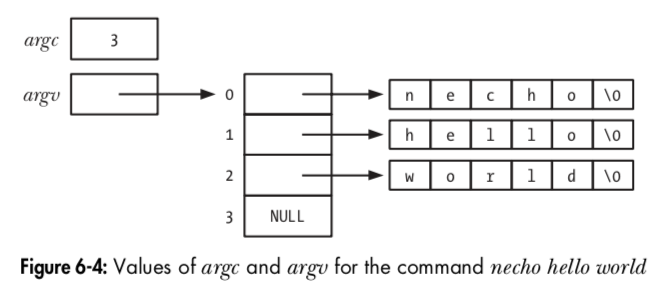 argc 3
argv 0 n e c h o \0
1 h e l l o \0
2 w o r l d \0
3 NULL
Figure 6-4: Values of argc and argv for the command necho hello world